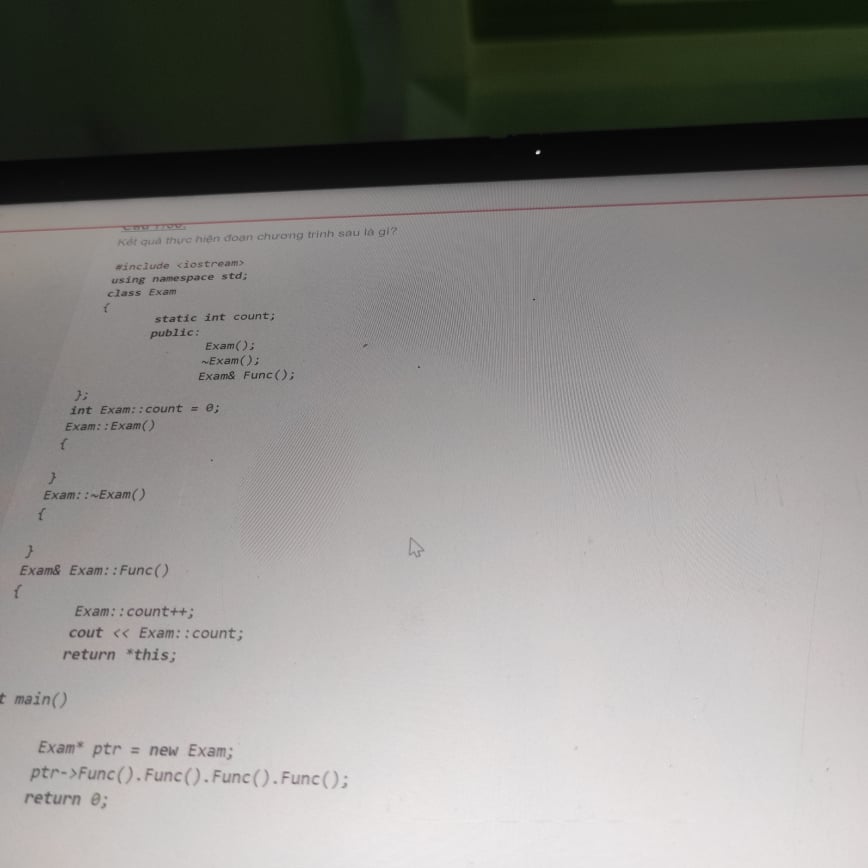 Kết quả thực hiện đoạn chương trình sau là gì?
#include <iostream>
using namespace std;
class Exam
{
static int count;
public:
Exam();
~Exam();
Exam& Func();
};
int Exam::count = 0;
Exam::Exam()
{
}
Exam::~Exam()
{
}
Exam& Exam::Func()
{
Exam::count++;
cout << Exam::count;
return *this;
t main()
Exam* ptr = new Exam;
ptr->Func().Func().Func().Func();
return 0;